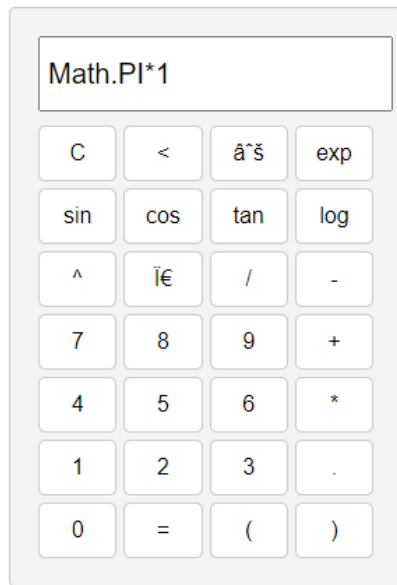 Math.PI*1
C < âˆš exp
sin cos tan log
^ Ï€ / -
7 8 9 +
4 5 6 *
1 2 3 .
0 = ( )